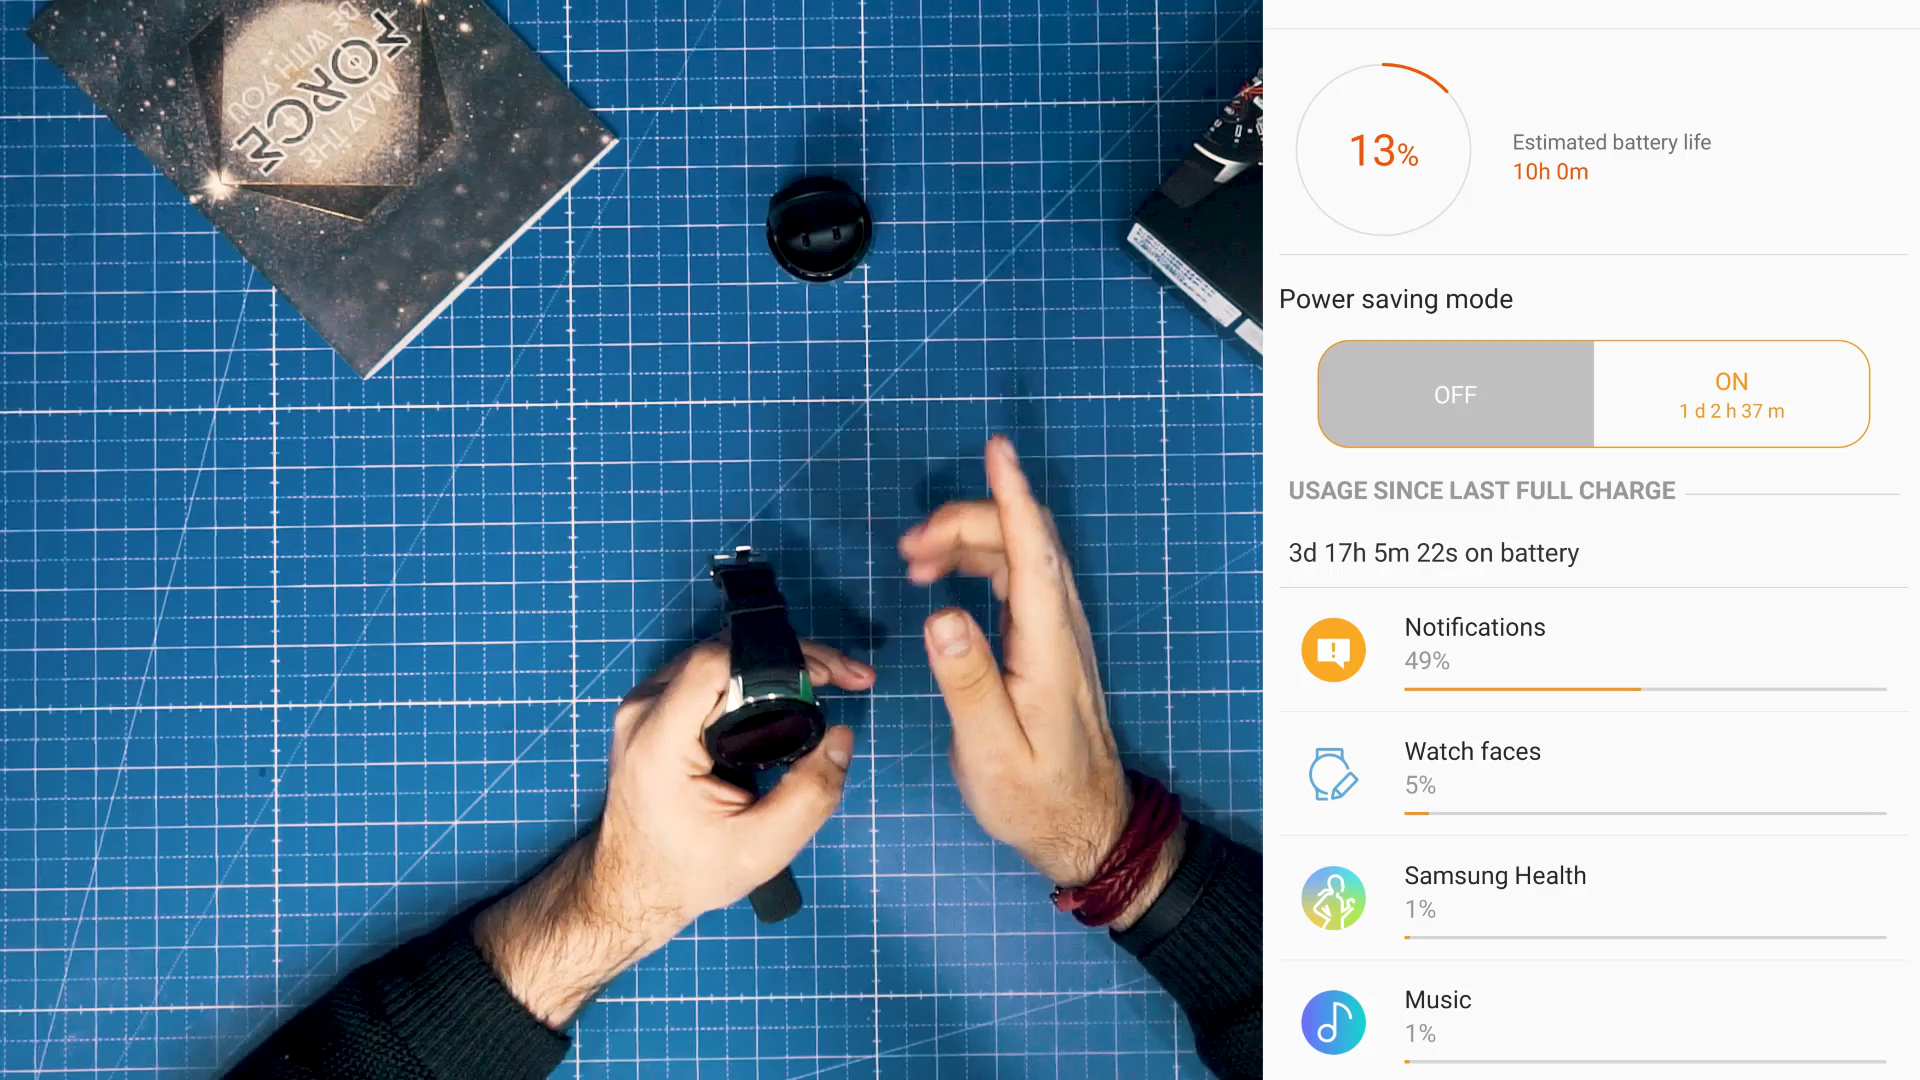 MAY THE
FORCE
BE WITH YOU
13%
Estimated battery life
10h 0m
Power saving mode
OFF
ON
1 d 2 h 37 m
USAGE SINCE LAST FULL CHARGE
3d 17h 5m 22s on battery
Notifications
49%
Watch faces
5%
Samsung Health
1%
Music
1%